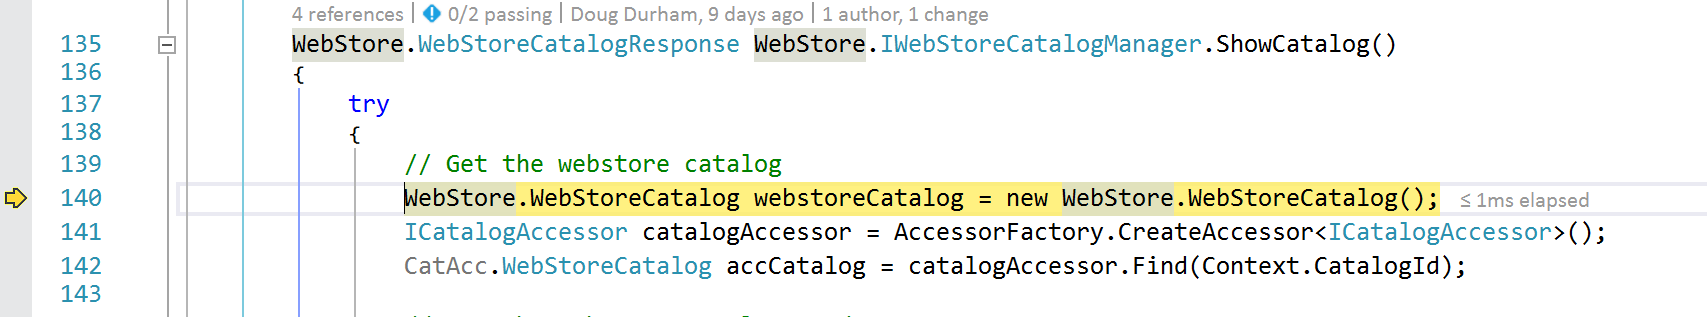 4 references | 0/2 passing | Doug Durham, 9 days ago | 1 author, 1 change
135 WebStore.WebStoreCatalogResponse WebStore.IWebStoreCatalogManager.ShowCatalog()
136 {
137 try
138 {
139 // Get the webstore catalog
140 WebStore.WebStoreCatalog webstoreCatalog = new WebStore.WebStoreCatalog(); ≤ 1ms elapsed
141 ICatalogAccessor catalogAccessor = AccessorFactory.CreateAccessor<ICatalogAccessor>();
142 CatAcc.WebStoreCatalog accCatalog = catalogAccessor.Find(Context.CatalogId);
143